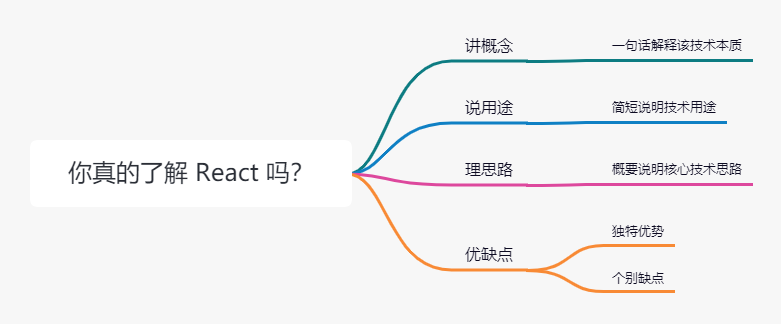 你真的了解 React 吗?
讲概念
一句话解释该技术本质
说用途
简短说明技术用途
理思路
概要说明核心技术思路
优缺点
独特优势
个别缺点